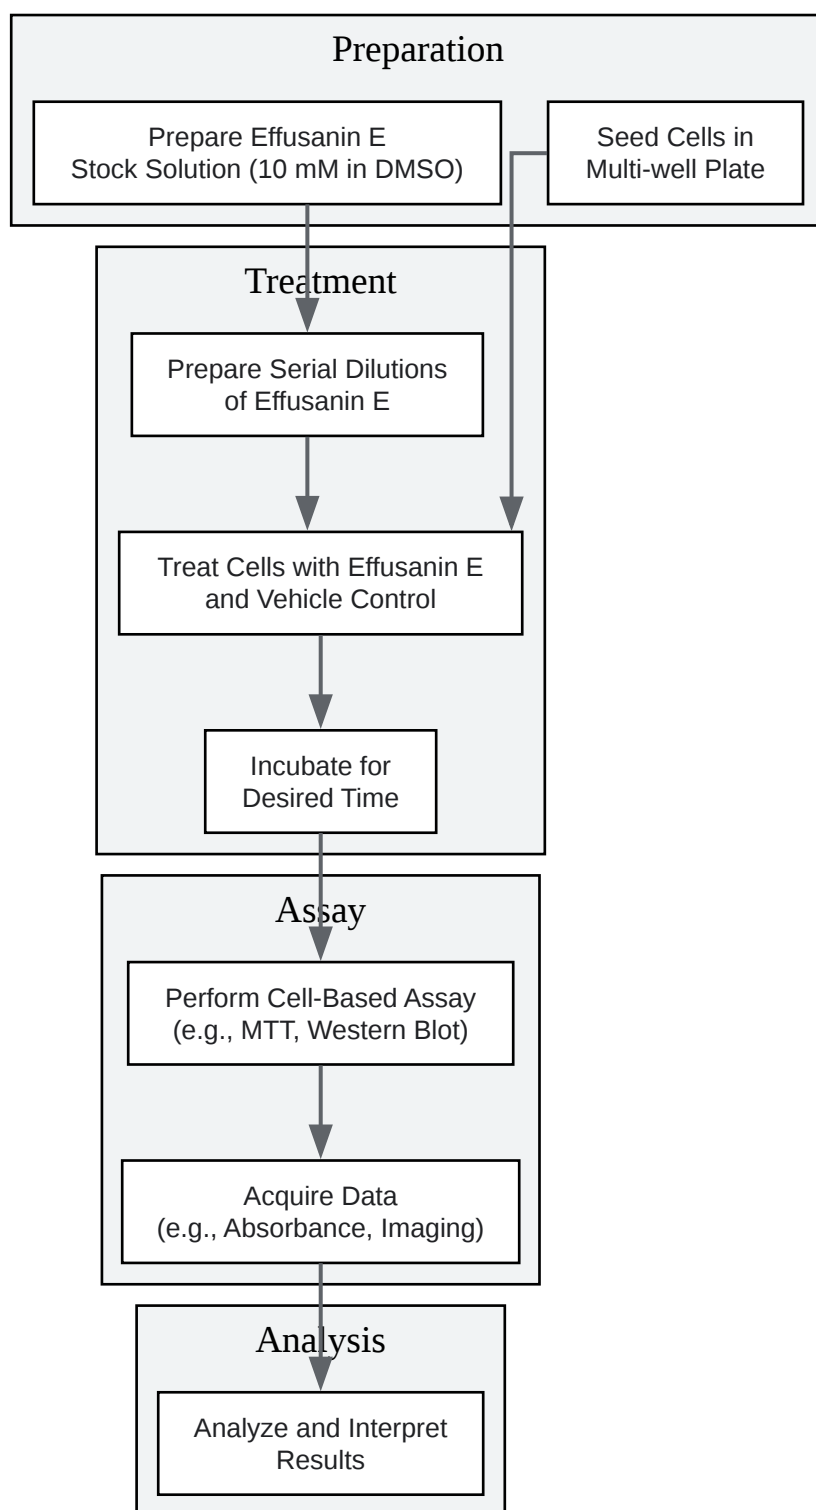 Preparation
Prepare Effusanin E
Stock Solution (10 mM in DMSO)
Seed Cells in
Multi-well Plate
Treatment
Prepare Serial Dilutions
of Effusanin E
Treat Cells with Effusanin E
and Vehicle Control
Incubate for
Desired Time
Assay
Perform Cell-Based Assay
(e.g., MTT, Western Blot)
Acquire Data
(e.g., Absorbance, Imaging)
Analysis
Analyze and Interpret
Results